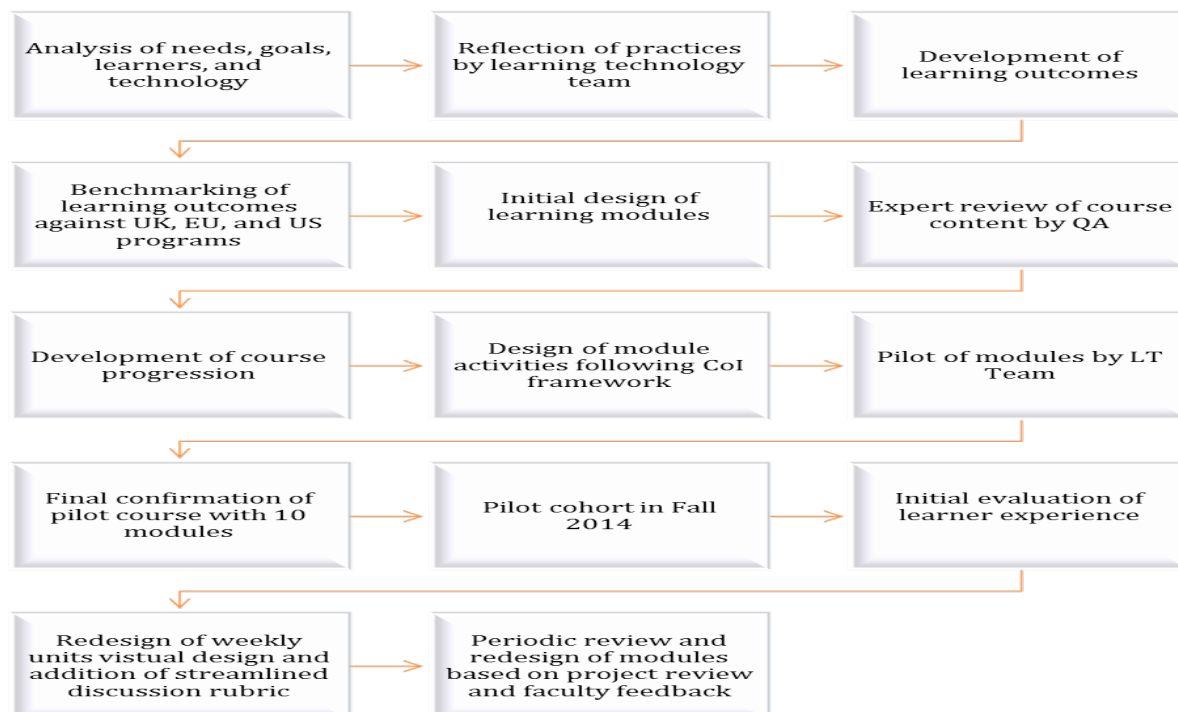 Analysis of needs, goals,
learners, and
technology
Reflection of practices
by learning technology
team
Development of
learning outcomes
Benchmarking of
learning outcomes
against UK, EU, and US
programs
Initial design of
learning modules
Expert review of course
content by QA
Development of course
progression
Design of module
activities following CoI
framework
Pilot of modules by LT
Team
Final confirmation of
pilot course with 10
modules
Pilot cohort in Fall
2014
Initial evaluation of
learner experience
Redesign of weekly
units vistual design and
addition of streamlined
discussion rubric
Periodic review and
redesign of modules
based on project review
and faculty feedback